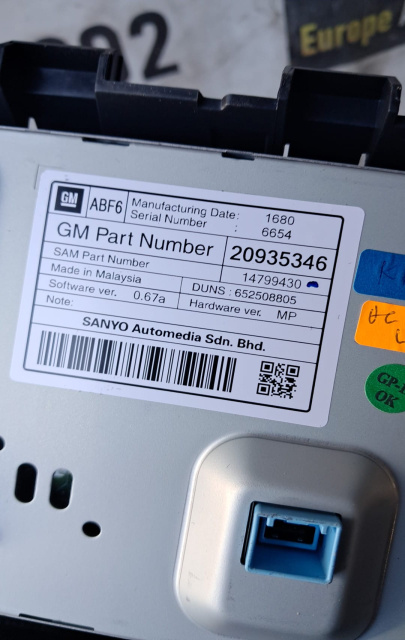 092
Europe
GM ABF6 Manufacturing Date: 1680
Serial Number : 6654
GM Part Number 20935346
SAM Part Number 14799430
Made in Malaysia DUNS : 652508805
Software ver. 0.67a Hardware ver. MP
Note:
SANYO Automedia Sdn. Bhd.
OK